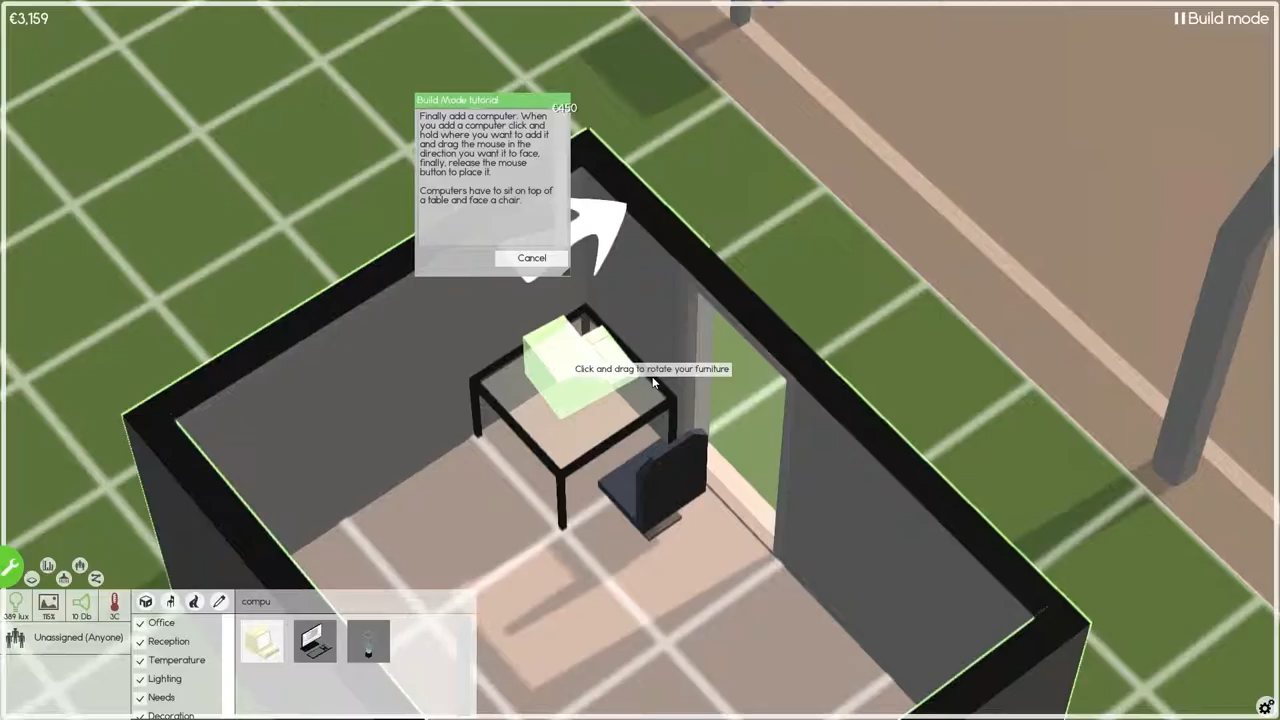 €3,159
Build mode
Build Mode tutorial
€450
Finally add a computer. When
you add a computer click and
hold where you want to add it
and drag the mouse in the
direction you want it to face,
finally, release the mouse
button to place it.
Computers have to sit on top of
a table and face a chair.
Cancel
Click and drag to rotate your furniture
389 lux
115%
10 Db
3C
Unassigned (Anyone)
compu
Office
Reception
Temperature
Lighting
Needs
Decoration